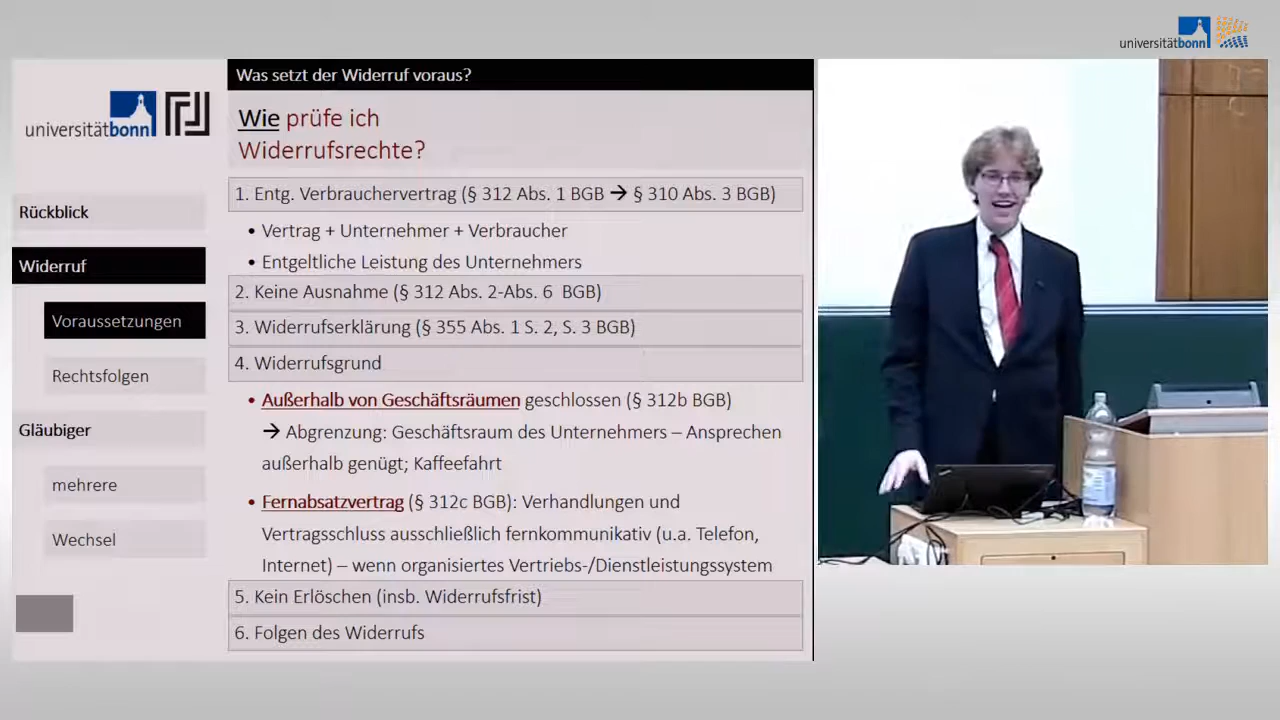 universitätbonn
Was setzt der Widerruf voraus?
universitätbonn
Wie prüfe ich
Widerrufsrechte?
Rückblick
Widerruf
Voraussetzungen
Rechtsfolgen
Gläubiger
mehrere
Wechsel
1. Entg. Verbrauchervertrag (§ 312 Abs. 1 BGB → § 310 Abs. 3 BGB)
• Vertrag + Unternehmer + Verbraucher
• Entgeltliche Leistung des Unternehmers
2. Keine Ausnahme (§ 312 Abs. 2-Abs. 6 BGB)
3. Widerrufserklärung (§ 355 Abs. 1 S. 2, S. 3 BGB)
4. Widerrufsgrund
• Außerhalb von Geschäftsräumen geschlossen (§ 312b BGB)
→ Abgrenzung: Geschäftsraum des Unternehmers – Ansprechen
außerhalb genügt; Kaffeefahrt
• Fernabsatzvertrag (§ 312c BGB): Verhandlungen und
Vertragsschluss ausschließlich fernkommunikativ (u.a. Telefon,
Internet) – wenn organisiertes Vertriebs-/Dienstleistungssystem
5. Kein Erlöschen (insb. Widerrufsfrist)
6. Folgen des Widerrufs